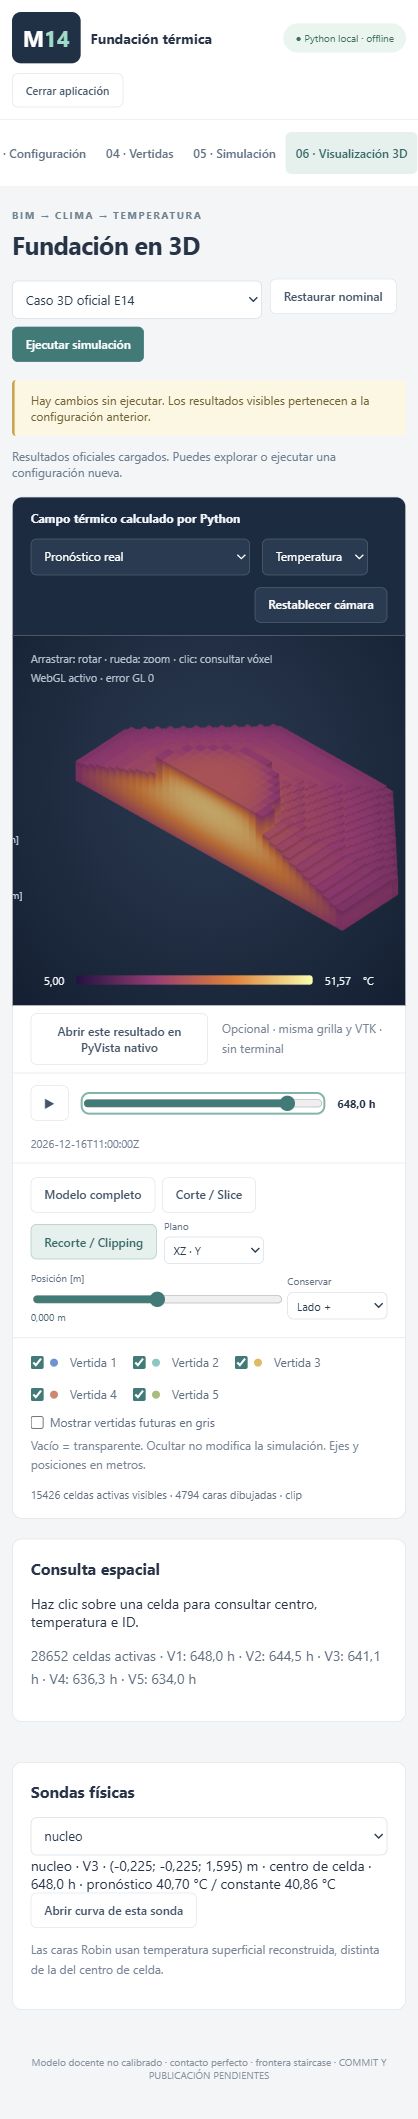 M14
Fundación térmica
● Python local · offline
Cerrar aplicación
· Configuración
04 · Vertidas
05 · Simulación
06 · Visualización 3D
BIM → CLIMA → TEMPERATURA
Fundación en 3D
Caso 3D oficial E14
Restaurar nominal
Ejecutar simulación
Hay cambios sin ejecutar. Los resultados visibles pertenecen a la
configuración anterior.
Resultados oficiales cargados. Puedes explorar o ejecutar una
configuración nueva.
Campo térmico calculado por Python
Pronóstico real
Temperatura
Restablecer cámara
Arrastrar: rotar · rueda: zoom · clic: consultar vóxel
WebGL activo · error GL 0
m]
5,00
51,57
°C
Abrir este resultado en
PyVista nativo
Opcional · misma grilla y VTK ·
sin terminal
648,0 h
2026-12-16T11:00:00Z
Modelo completo
Corte / Slice
Recorte / Clipping
Plano
XZ · Y
Posición [m]
Conservar
Lado +
0,000 m
Vertida 1
Vertida 2
Vertida 3
Vertida 4
Vertida 5
Mostrar vertidas futuras en gris
Vacío = transparente. Ocultar no modifica la simulación. Ejes y
posiciones en metros.
15426 celdas activas visibles · 4794 caras dibujadas · clip
Consulta espacial
Haz clic sobre una celda para consultar centro,
temperatura e ID.
28652 celdas activas · V1: 648,0 h · V2: 644,5 h · V3: 641,1
h · V4: 636,3 h · V5: 634,0 h
Sondas físicas
nucleo
nucleo · V3 · (-0,225; -0,225; 1,595) m · centro de celda ·
648,0 h · pronóstico 40,70 °C / constante 40,86 °C
Abrir curva de esta sonda
Las caras Robin usan temperatura superficial reconstruida, distinta
de la del centro de celda.
Modelo docente no calibrado · contacto perfecto · frontera staircase · COMMIT Y
PUBLICACIÓN PENDIENTES